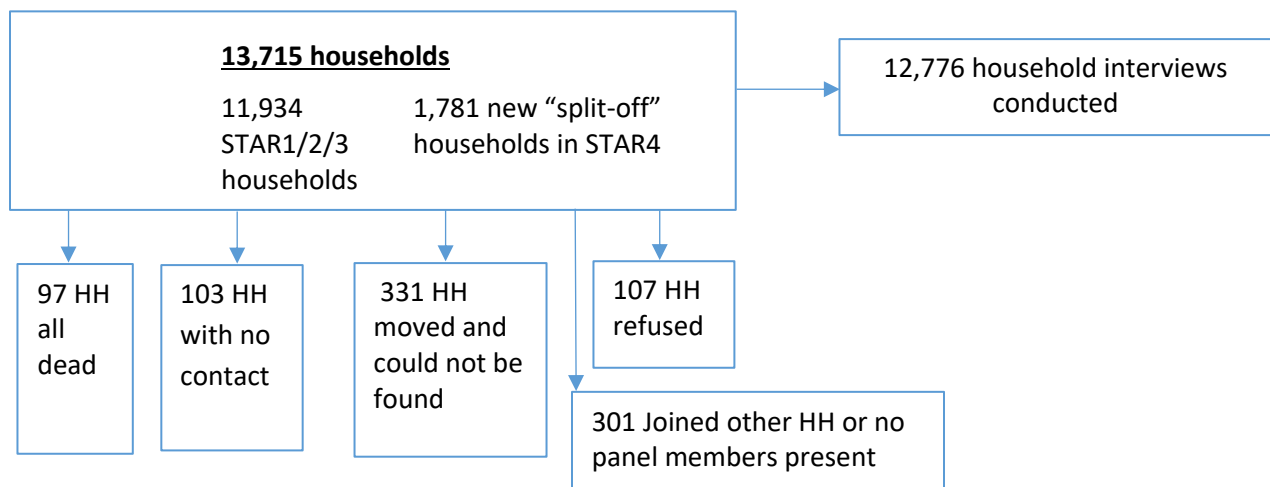 13,715 households
11,934
STAR1/2/3
households
1,781 new “split-off”
households in STAR4
12,776 household interviews
conducted
97 HH
all
dead
103 HH
with no
contact
331 HH
moved and
could not be
found
107 HH
refused
301 Joined other HH or no
panel members present